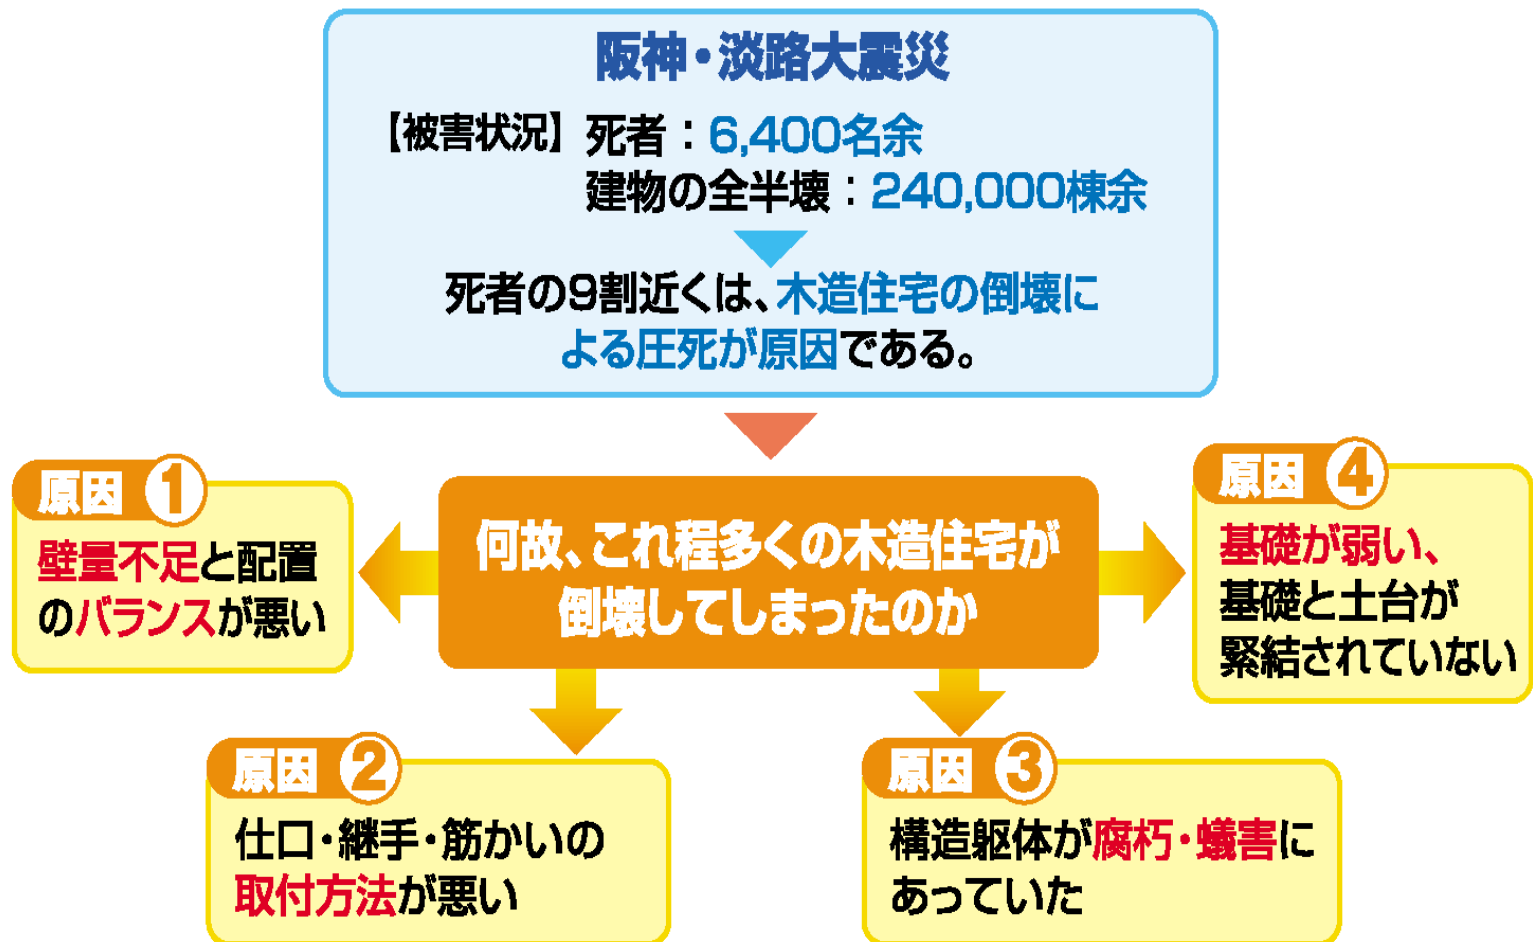 阪神・淡路大震災
【被害状況】死者：6,400名余
建物の全半壊：240,000棟余
死者の9割近くは、木造住宅の倒壊に
よる圧死が原因である。
何故、これ程多くの木造住宅が
倒壊してしまったのか
原因 1
壁量不足と配置
のバランスが悪い
原因 2
仕口・継手・筋かいの
取付方法が悪い
原因 3
構造躯体が腐朽・蟻害に
あっていた
原因 4
基礎が弱い、
基礎と土台が
緊結されていない